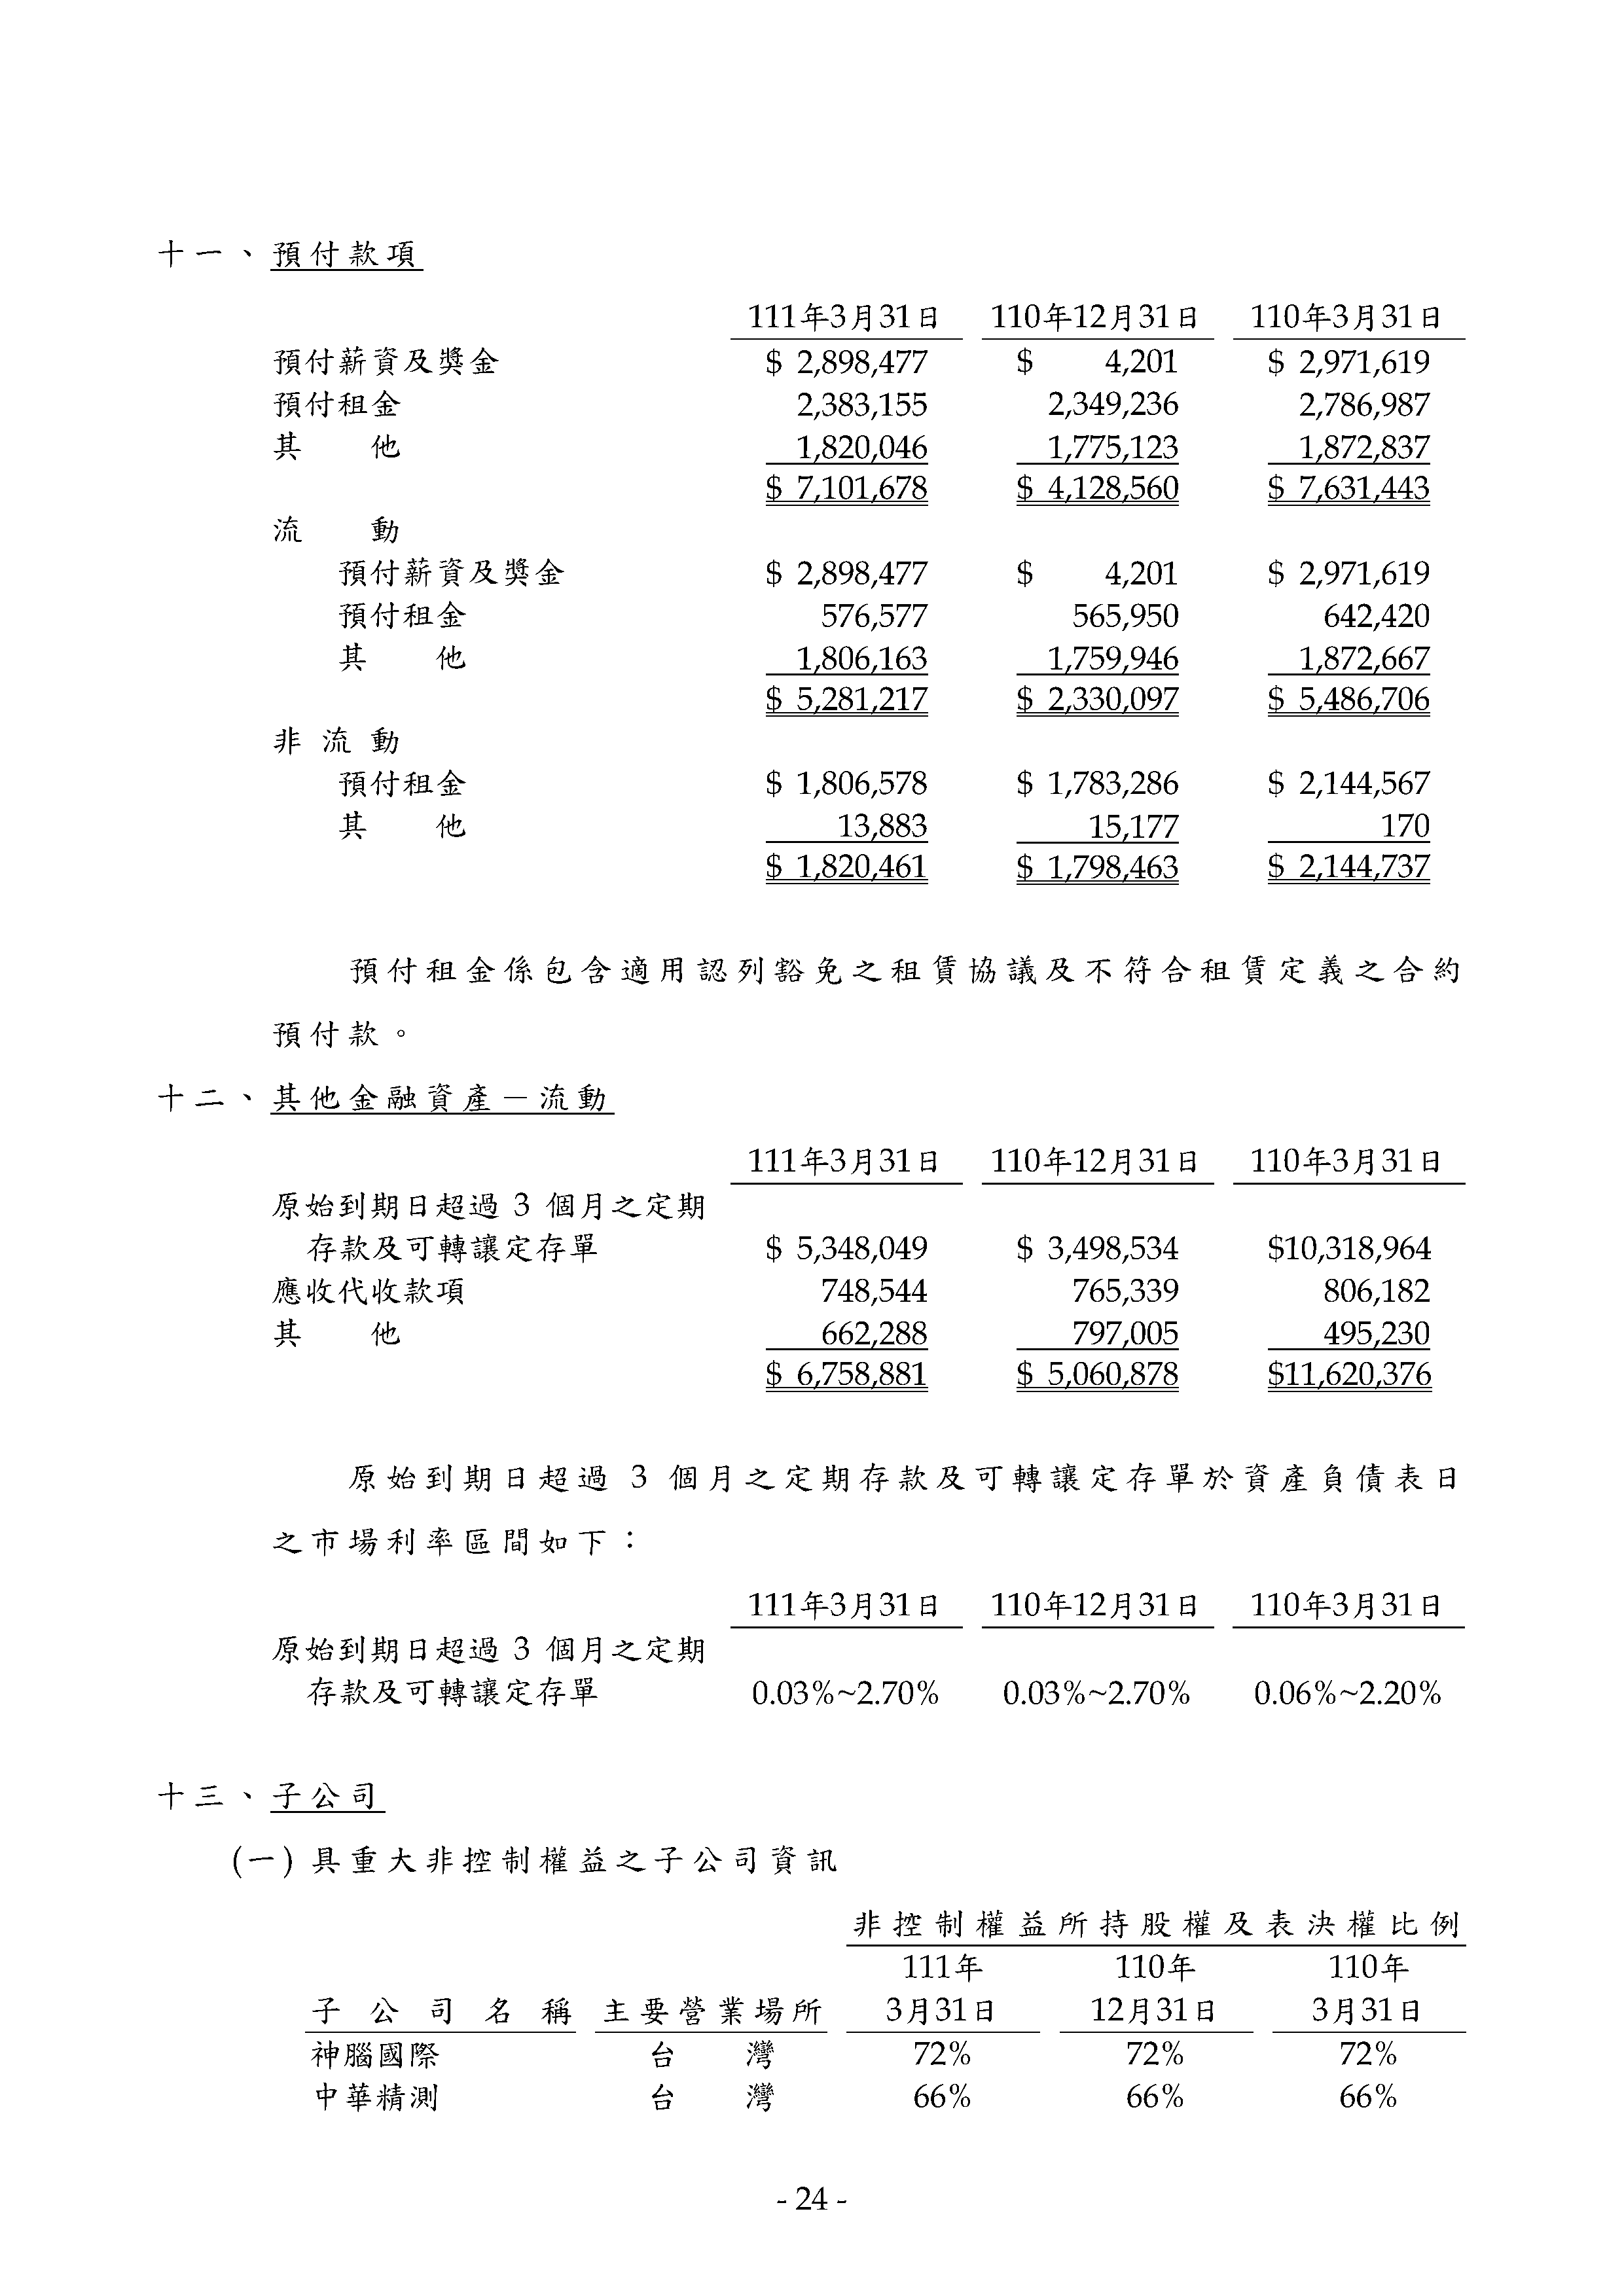 十一、預付款項
111年3月31日 110年12月31日 110年3月31日
預付薪資及獎金 $ 2,898,477 $ 4,201 $ 2,971,619
預付租金 2,383,155 2,349,236 2,786,987
其 他 1,820,046 1,775,123 1,872,837
$ 7,101,678 $ 4,128,560 $ 7,631,443
流 動
預付薪資及獎金 $ 2,898,477 $ 4,201 $ 2,971,619
預付租金 576,577 565,950 642,420
其 他 1,806,163 1,759,946 1,872,667
$ 5,281,217 $ 2,330,097 $ 5,486,706
非 流 動
預付租金 $ 1,806,578 $ 1,783,286 $ 2,144,567
其 他 13,883 15,177 170
$ 1,820,461 $ 1,798,463 $ 2,144,737
預付租金係包含適用認列豁免之租賃協議及不符合租賃定義之合約
預付款。
十二、其他金融資產－流動
111年3月31日 110年12月31日 110年3月31日
原始到期日超過 3 個月之定期
存款及可轉讓定存單 $ 5,348,049 $ 3,498,534 $10,318,964
應收代收款項 748,544 765,339 806,182
其 他 662,288 797,005 495,230
$ 6,758,881 $ 5,060,878 $11,620,376
原始到期日超過 3 個月之定期存款及可轉讓定存單於資產負債表日
之市場利率區間如下：
111年3月31日 110年12月31日 110年3月31日
原始到期日超過 3 個月之定期
存款及可轉讓定存單 0.03%~2.70% 0.03%~2.70% 0.06%~2.20%
十三、子公司
(一) 具重大非控制權益之子公司資訊
非控制權益所持股權及表決權比例
111年 110年 110年
子 公 司 名 稱 主要營業場所 3月31日 12月31日 3月31日
神腦國際 台 灣 72% 72% 72%
中華精測 台 灣 66% 66% 66%
- 24 -